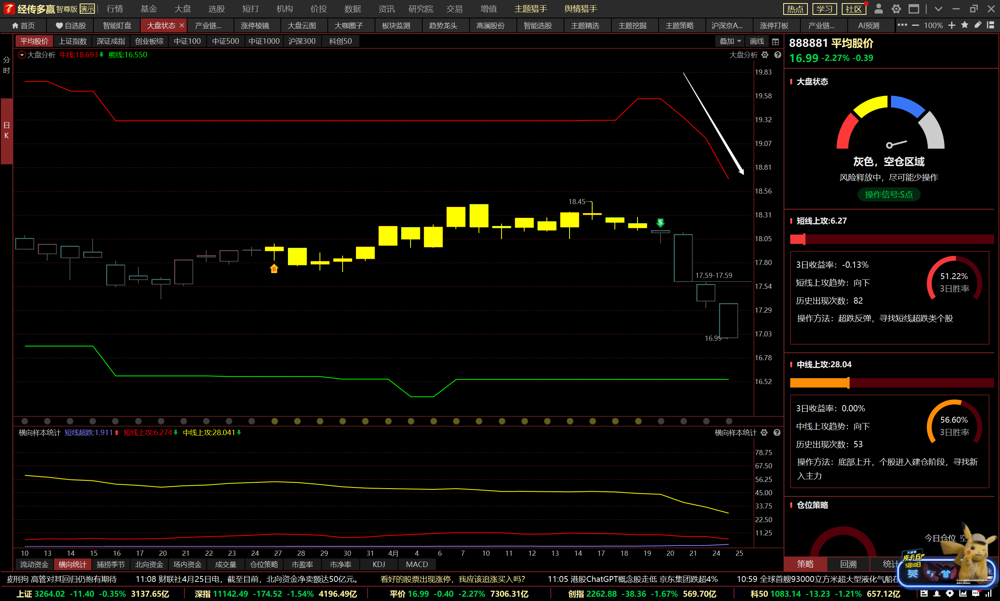 经传多赢 智尊版 演示 行情 基金 大盘 选股 短打 机构 价投 数据 资讯 研究院 交易 增值 主题猎手 舆情猎手 热点 学习 社区
首页 自选股 智能盯盘 大盘状态 产业链... 涨停棱镜 大盘云图 大咖圈子 板块监测 趋势龙头 高澜股份 智能选股 主题精选 主题挖掘 主题策略 沪深京A... 涨停打板 产业链... AI预测 100%
分时
日K
平均股价 上证指数 深证成指 创业板综 中证100 中证500 中证1000 沪深300 科创50 叠加 画线
大盘分析 牛线:18.693 熊线:16.550 大盘分析
19.83
19.58
19.32
19.07
18.81
18.56
18.31
18.05
17.80
17.54
17.29
17.03
16.78
16.52
18.45→
S
B
17.59-17.59
16.99
横向样本统计 短线超跌:1.911 短线上攻:6.274 中线上攻:28.041 横向样本统计
78.75
67.50
56.25
45.00
33.75
22.50
11.25
10 13 14 15 16 17 20 21 22 23 24 27 28 29 30 31 4月 4 6 7 10 11 12 13 14 17 18 19 20 21 24 25
流动资金 横向统计 捕捞季节 北向资金 场内资金 成交量 仓位策略 市盈率 市净率 KDJ MACD
888881 平均股价
16.99 -2.27% -0.39
大盘状态
灰色，空仓区域
风险释放中，尽可能少操作
操作信号:S点
短线上攻:6.27
3日收益率：-0.13%
短线上攻趋势：向下
历史出现次数：82
操作方法：超跌反弹，寻找短线超跌类个股
51.22%
3日胜率
中线上攻:28.04
3日收益率：0.00%
中线上攻趋势：向下
历史出现次数：53
操作方法：底部上升，个股进入建仓阶段，寻找新
入主力
56.60%
3日胜率
仓位策略
今日仓位 空
策略 回溯 统计
皮卡丘
5月10日
英
刑拘 高管对其回归仍抱有期待 11:08 财联社4月25日电，截至目前，北向资金净卖额达50亿元。 看好的股票出现涨停，我应该追涨买入吗？ 11:05 港股ChatGPT概念股走低 京东集团跌超4% 10:59 全球首艘93000立方米超大型液化气船在
上证 3264.02 -11.40 -0.35% 3137.65亿 深指 11142.49 -174.52 -1.54% 4196.49亿 平价 16.99 -0.40 -2.27% 7306.31亿 创指 2262.88 -38.36 -1.67% 569.70亿 科50 1083.14 -13.23 -1.21% 657.12亿